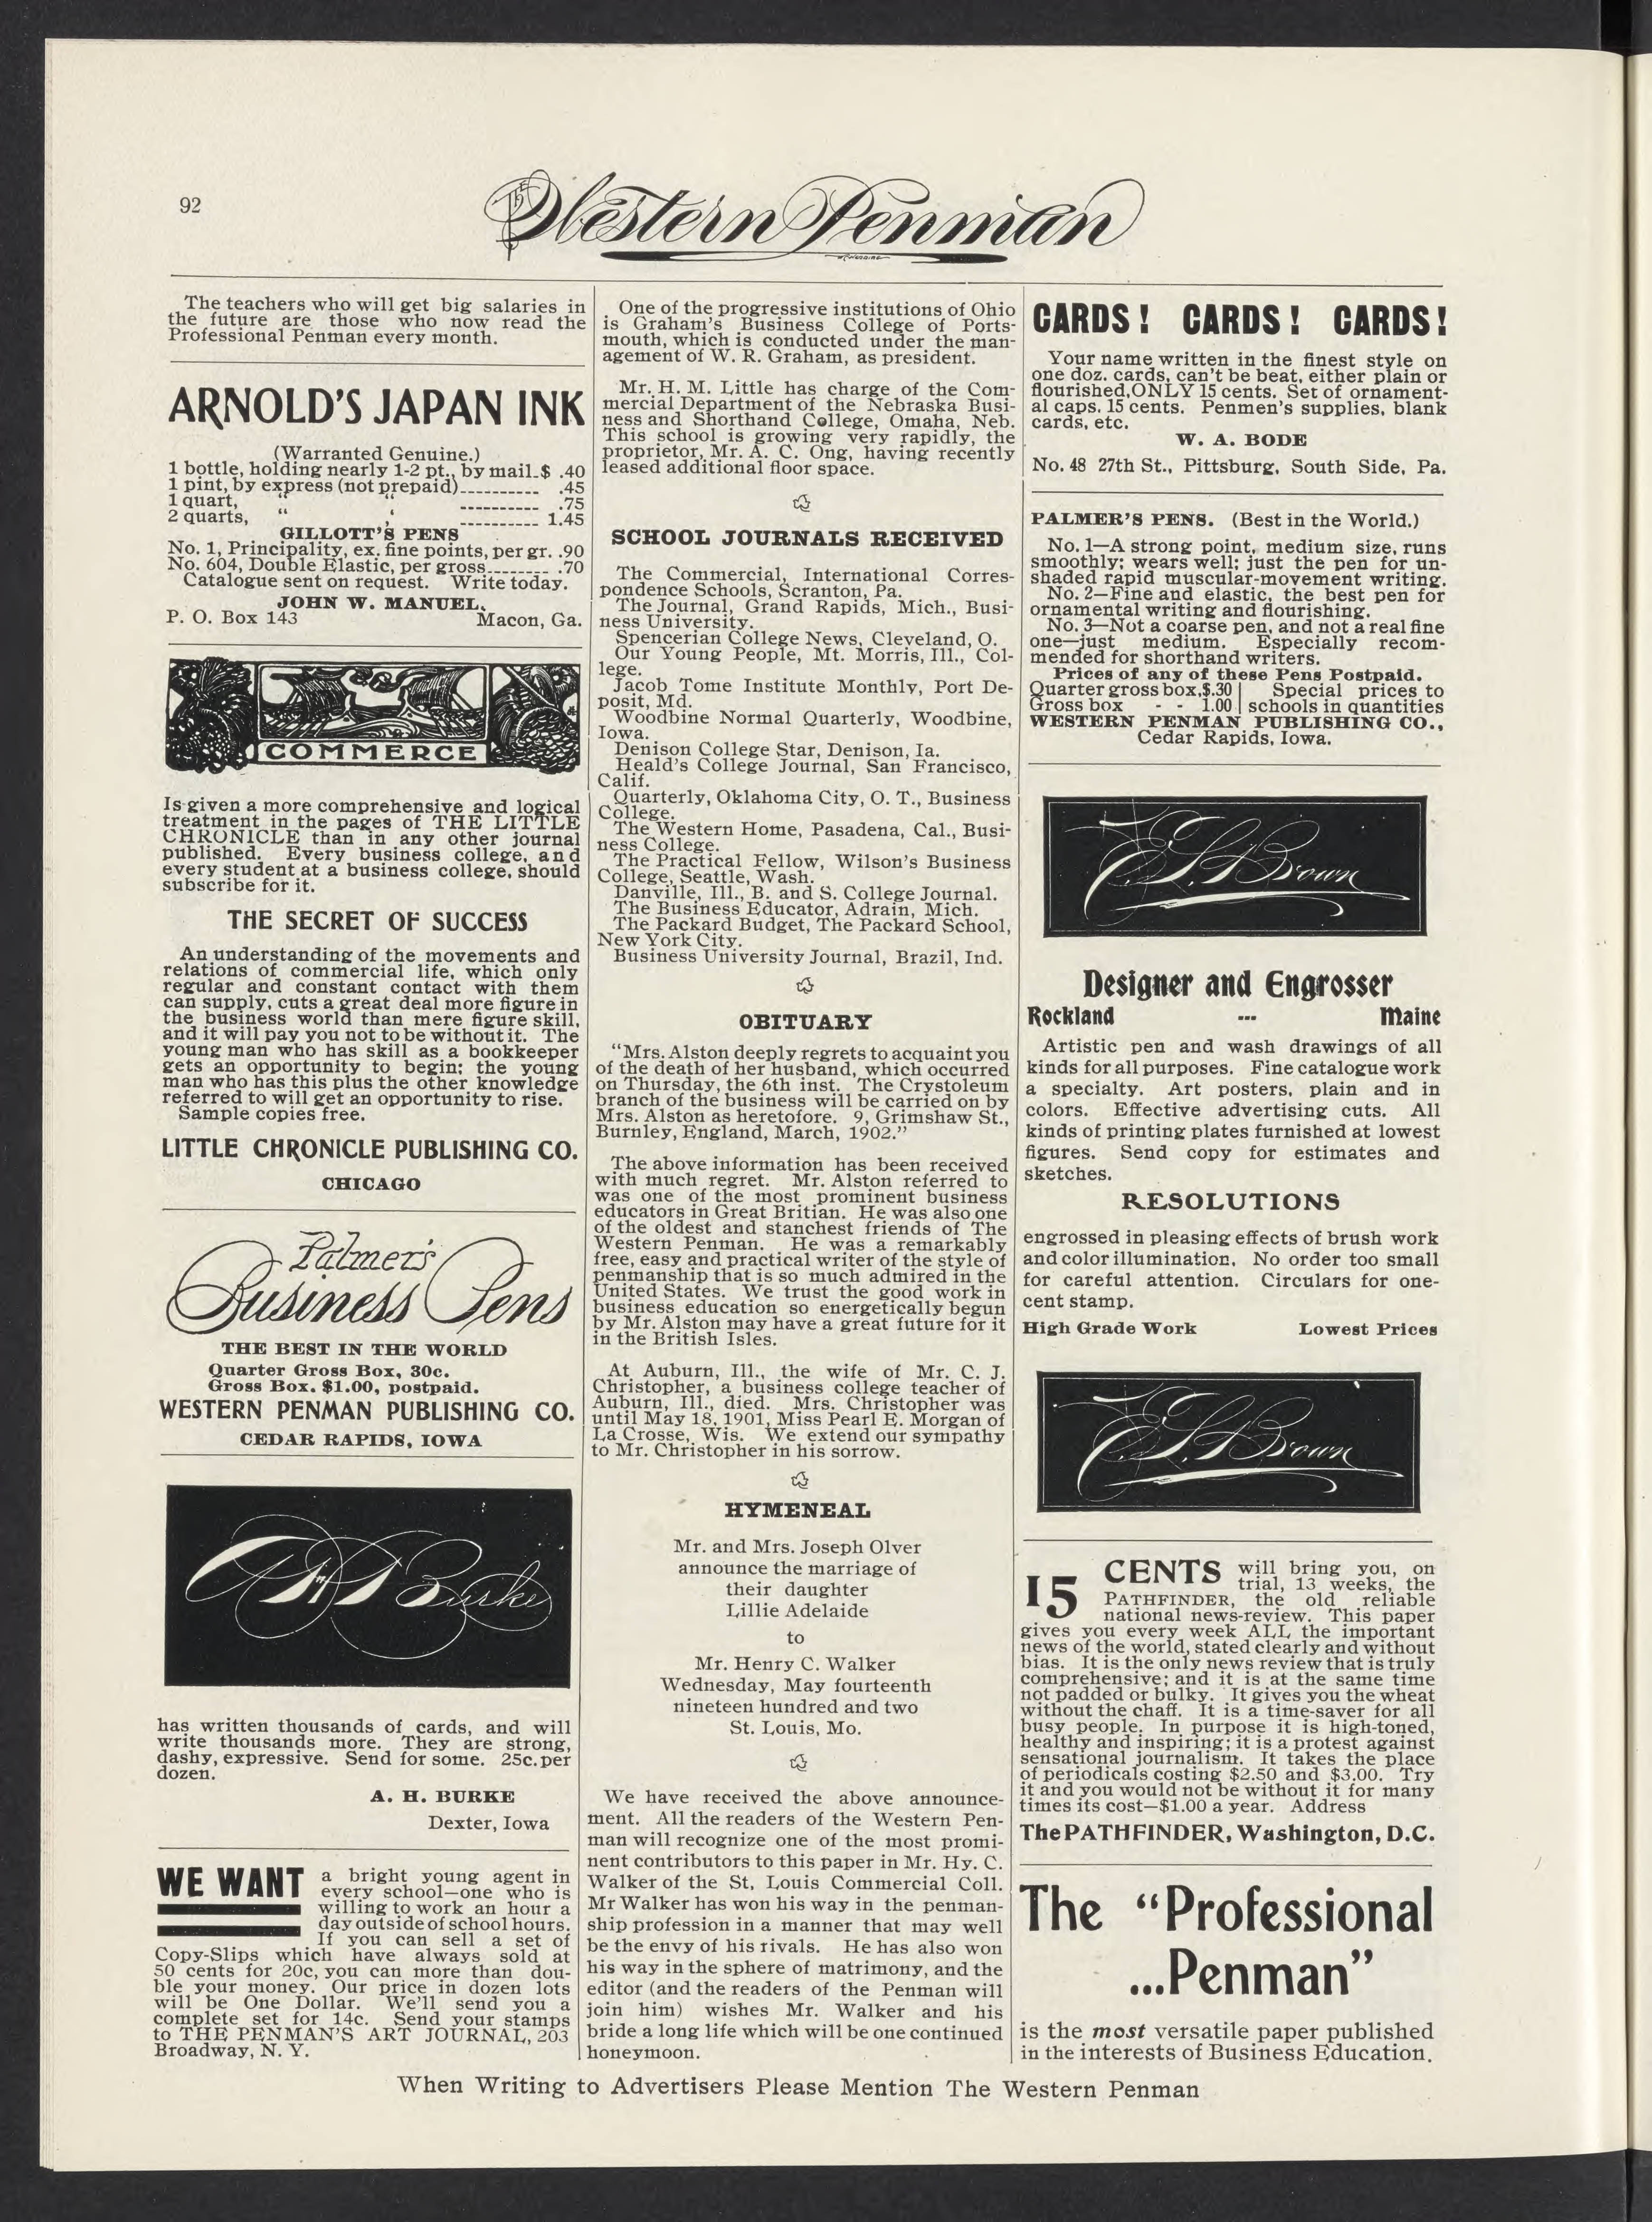 92
The Western Penman
The teachers who will get big salaries in
the future are those who now read the
Professional Penman every month.
ARNOLD'S JAPAN INK
(Warranted Genuine.)
1 bottle, holding nearly 1-2 pt., by mail_$ .40
1 pint, by express (not prepaid)__________ .45
1 quart, " " __________ .75
2 quarts, " ' __________ 1.45
GILLOTT'S PENS
No. 1, Principality, ex. fine points, per gr. .90
No. 604, Double Elastic, per gross________ .70
Catalogue sent on request. Write today.
JOHN W. MANUEL,
P. O. Box 143 Macon, Ga.
COMMERCE
Is given a more comprehensive and logical
treatment in the pages of THE LITTLE
CHRONICLE than in any other journal
published. Every business college, and
every student at a business college, should
subscribe for it.
THE SECRET OF SUCCESS
An understanding of the movements and
relations of commercial life, which only
regular and constant contact with them
can supply, cuts a great deal more figure in
the business world than mere figure skill,
and it will pay you not to be without it. The
young man who has skill as a bookkeeper
gets an opportunity to begin; the young
man who has this plus the other knowledge
referred to will get an opportunity to rise.
Sample copies free.
LITTLE CHRONICLE PUBLISHING CO.
CHICAGO
Palmer's
Business Pens
THE BEST IN THE WORLD
Quarter Gross Box, 30c.
Gross Box. $1.00, postpaid.
WESTERN PENMAN PUBLISHING CO.
CEDAR RAPIDS, IOWA
A H Burke
has written thousands of cards, and will
write thousands more. They are strong,
dashy, expressive. Send for some. 25c. per
dozen.
A. H. BURKE
Dexter, Iowa
WE WANT a bright young agent in
every school—one who is
willing to work an hour a
day outside of school hours.
If you can sell a set of
Copy-Slips which have always sold at
50 cents for 20c, you can more than dou-
ble your money. Our price in dozen lots
will be One Dollar. We'll send you a
complete set for 14c. Send your stamps
to THE PENMAN'S ART JOURNAL, 203
Broadway, N. Y.
One of the progressive institutions of Ohio
is Graham's Business College of Ports-
mouth, which is conducted under the man-
agement of W. R. Graham, as president.
Mr. H. M. Little has charge of the Com-
mercial Department of the Nebraska Busi-
ness and Shorthand College, Omaha, Neb.
This school is growing very rapidly, the
proprietor, Mr. A. C. Ong, having recently
leased additional floor space.
SCHOOL JOURNALS RECEIVED
The Commercial, International Corres-
pondence Schools, Scranton, Pa.
The Journal, Grand Rapids, Mich., Busi-
ness University.
Spencerian College News, Cleveland, O.
Our Young People, Mt. Morris, Ill., Col-
lege.
Jacob Tome Institute Monthly, Port De-
posit, Md.
Woodbine Normal Quarterly, Woodbine,
Iowa.
Denison College Star, Denison, Ia.
Heald's College Journal, San Francisco,
Calif.
Quarterly, Oklahoma City, O. T., Business
College.
The Western Home, Pasadena, Cal., Busi-
ness College.
The Practical Fellow, Wilson's Business
College, Seattle, Wash.
Danville, Ill., B. and S. College Journal.
The Business Educator, Adrain, Mich.
The Packard Budget, The Packard School,
New York City.
Business University Journal, Brazil, Ind.
OBITUARY
"Mrs. Alston deeply regrets to acquaint you
of the death of her husband, which occurred
on Thursday, the 6th inst. The Crystoleum
branch of the business will be carried on by
Mrs. Alston as heretofore. 9, Grimshaw St.,
Burnley, England, March, 1902."
The above information has been received
with much regret. Mr. Alston referred to
was one of the most prominent business
educators in Great Britian. He was also one
of the oldest and stanchest friends of The
Western Penman. He was a remarkably
free, easy and practical writer of the style of
penmanship that is so much admired in the
United States. We trust the good work in
business education so energetically begun
by Mr. Alston may have a great future for it
in the British Isles.
At Auburn, Ill., the wife of Mr. C. J.
Christopher, a business college teacher of
Auburn, Ill., died. Mrs. Christopher was
until May 18, 1901, Miss Pearl E. Morgan of
La Crosse, Wis. We extend our sympathy
to Mr. Christopher in his sorrow.
HYMENEAL
Mr. and Mrs. Joseph Olver
announce the marriage of
their daughter
Lillie Adelaide
to
Mr. Henry C. Walker
Wednesday, May fourteenth
nineteen hundred and two
St. Louis, Mo.
We have received the above announce-
ment. All the readers of the Western Pen-
man will recognize one of the most promi-
nent contributors to this paper in Mr. Hy. C.
Walker of the St, Louis Commercial Coll.
Mr Walker has won his way in the penman-
ship profession in a manner that may well
be the envy of his rivals. He has also won
his way in the sphere of matrimony, and the
editor (and the readers of the Penman will
join him) wishes Mr. Walker and his
bride a long life which will be one continued
honeymoon.
CARDS! CARDS! CARDS!
Your name written in the finest style on
one doz. cards, can't be beat, either plain or
flourished, ONLY 15 cents. Set of ornament-
al caps. 15 cents. Penmen's supplies, blank
cards, etc.
W. A. BODE
No. 48 27th St., Pittsburg, South Side, Pa.
PALMER'S PENS. (Best in the World.)
No. 1—A strong point, medium size, runs
smoothly; wears well; just the pen for un-
shaded rapid muscular-movement writing.
No. 2—Fine and elastic, the best pen for
ornamental writing and flourishing.
No. 3—Not a coarse pen, and not a real fine
one—just medium. Especially recom-
mended for shorthand writers.
Prices of any of these Pens Postpaid.
Quarter gross box, $.30 | Special prices to
Gross box - - 1.00 | schools in quantities
WESTERN PENMAN PUBLISHING CO.,
Cedar Rapids, Iowa.
E. L. Brown
Designer and Engrosser
Rockland --- Maine
Artistic pen and wash drawings of all
kinds for all purposes. Fine catalogue work
a specialty. Art posters, plain and in
colors. Effective advertising cuts. All
kinds of printing plates furnished at lowest
figures. Send copy for estimates and
sketches.
RESOLUTIONS
engrossed in pleasing effects of brush work
and color illumination. No order too small
for careful attention. Circulars for one-
cent stamp.
High Grade Work Lowest Prices
E. L. Brown
15 CENTS will bring you, on
trial, 13 weeks, the
PATHFINDER, the old reliable
national news-review. This paper
gives you every week ALL the important
news of the world, stated clearly and without
bias. It is the only news review that is truly
comprehensive; and it is at the same time
not padded or bulky. It gives you the wheat
without the chaff. It is a time-saver for all
busy people. In purpose it is high-toned,
healthy and inspiring; it is a protest against
sensational journalism. It takes the place
of periodicals costing $2.50 and $3.00. Try
it and you would not be without it for many
times its cost—$1.00 a year. Address
The PATHFINDER, Washington, D.C.
The "Professional
...Penman"
is the most versatile paper published
in the interests of Business Education.
When Writing to Advertisers Please Mention The Western Penman